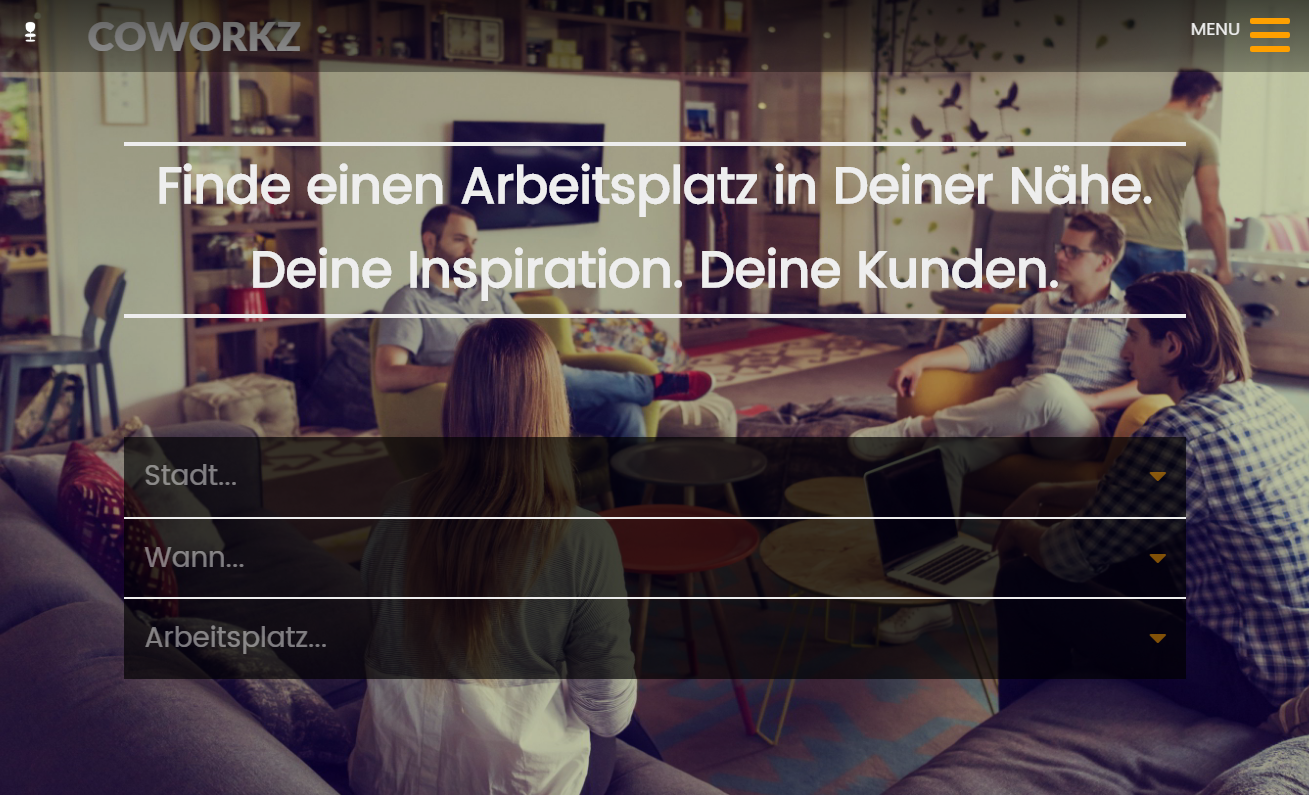 COWORKZ
MENU
Finde einen Arbeitsplatz in Deiner Nähe.
Deine Inspiration. Deine Kunden.
Stadt...
Wann...
Arbeitsplatz...